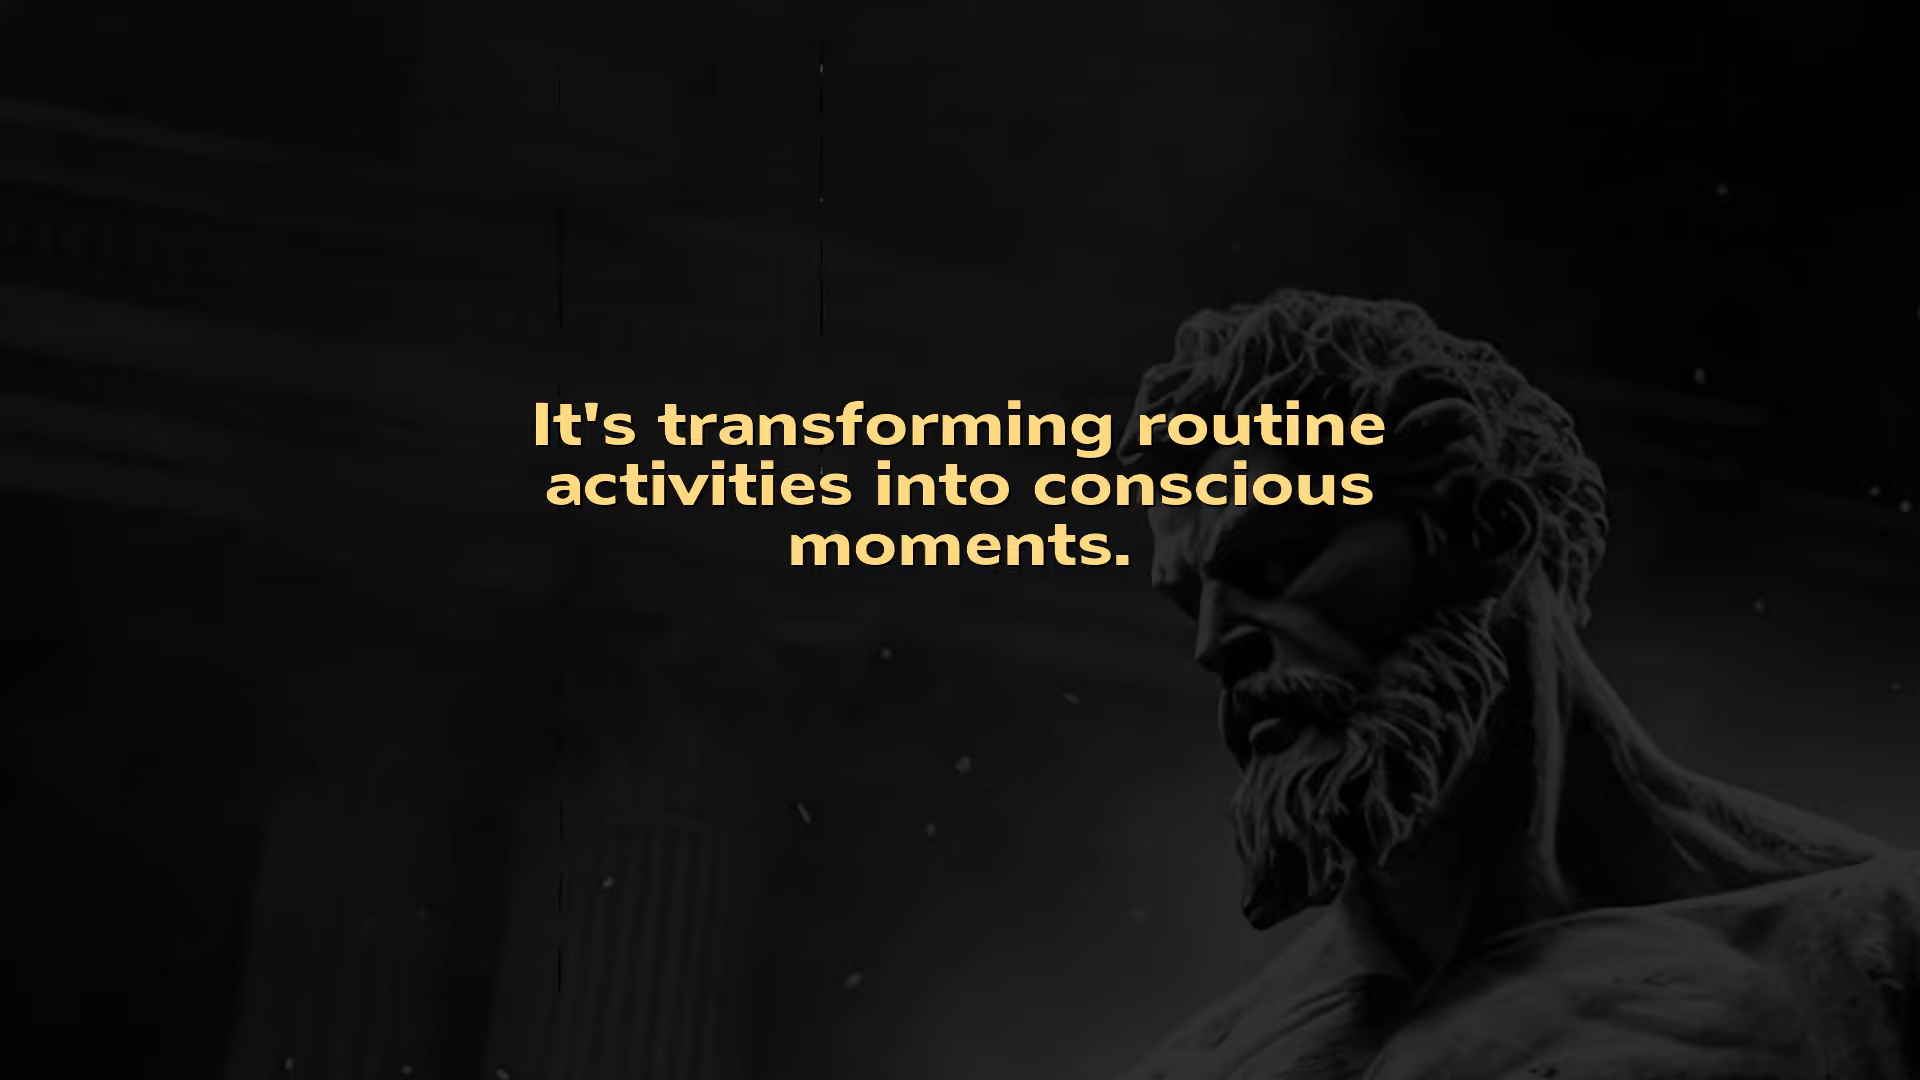 It's transforming routine
activities into conscious
moments.